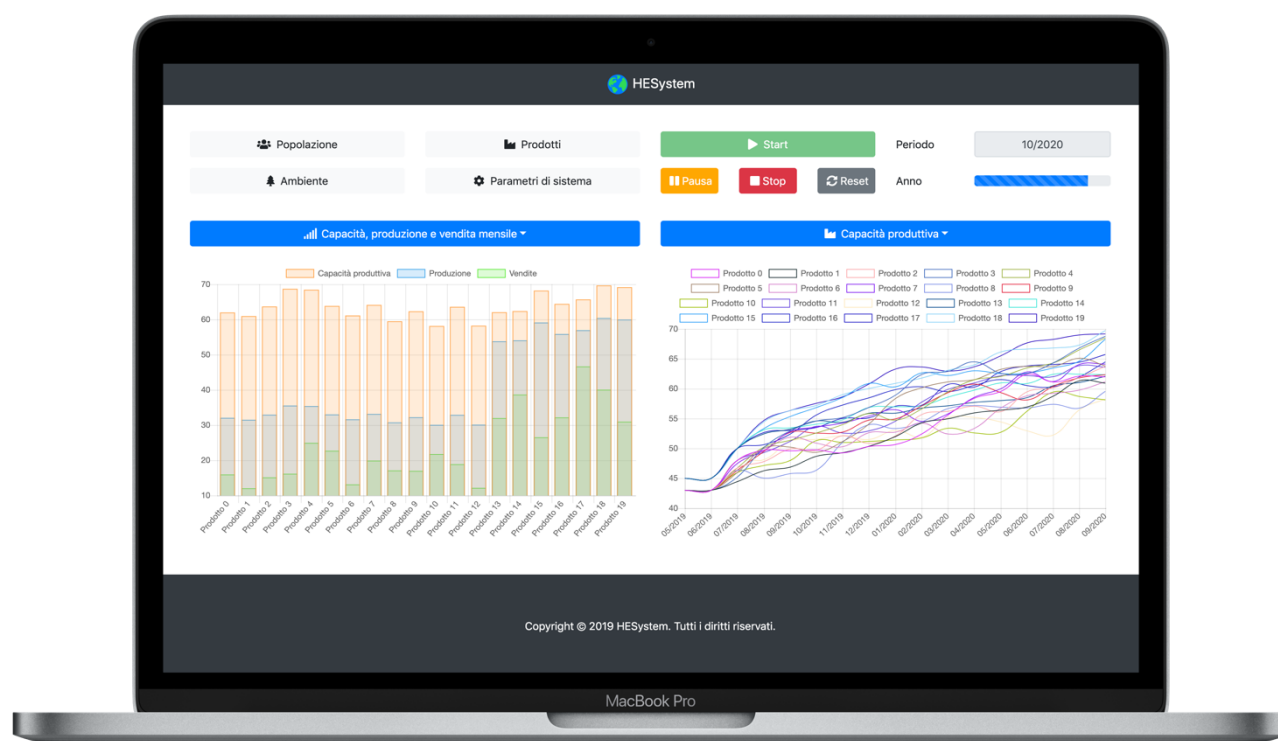 HESystem
Popolazione
Prodotti
Start
Periodo
10/2020
Ambiente
Parametri di sistema
Pausa
Stop
Reset
Anno
Capacità, produzione e vendita mensile
Capacità produttiva
Capacità produttiva
Produzione
Vendite
70
60
50
40
30
20
10
Prodotto 0
Prodotto 1
Prodotto 2
Prodotto 3
Prodotto 4
Prodotto 5
Prodotto 6
Prodotto 7
Prodotto 8
Prodotto 9
Prodotto 10
Prodotto 11
Prodotto 12
Prodotto 13
Prodotto 14
Prodotto 15
Prodotto 16
Prodotto 17
Prodotto 18
Prodotto 19
Prodotto 0 Prodotto 1 Prodotto 2 Prodotto 3 Prodotto 4
Prodotto 5 Prodotto 6 Prodotto 7 Prodotto 8 Prodotto 9
Prodotto 10 Prodotto 11 Prodotto 12 Prodotto 13 Prodotto 14
Prodotto 15 Prodotto 16 Prodotto 17 Prodotto 18 Prodotto 19
70
65
60
55
50
45
40
05/2019
06/2019
07/2019
08/2019
09/2019
10/2019
11/2019
12/2019
01/2020
02/2020
03/2020
04/2020
05/2020
06/2020
07/2020
08/2020
09/2020
Copyright © 2019 HESystem. Tutti i diritti riservati.
MacBook Pro